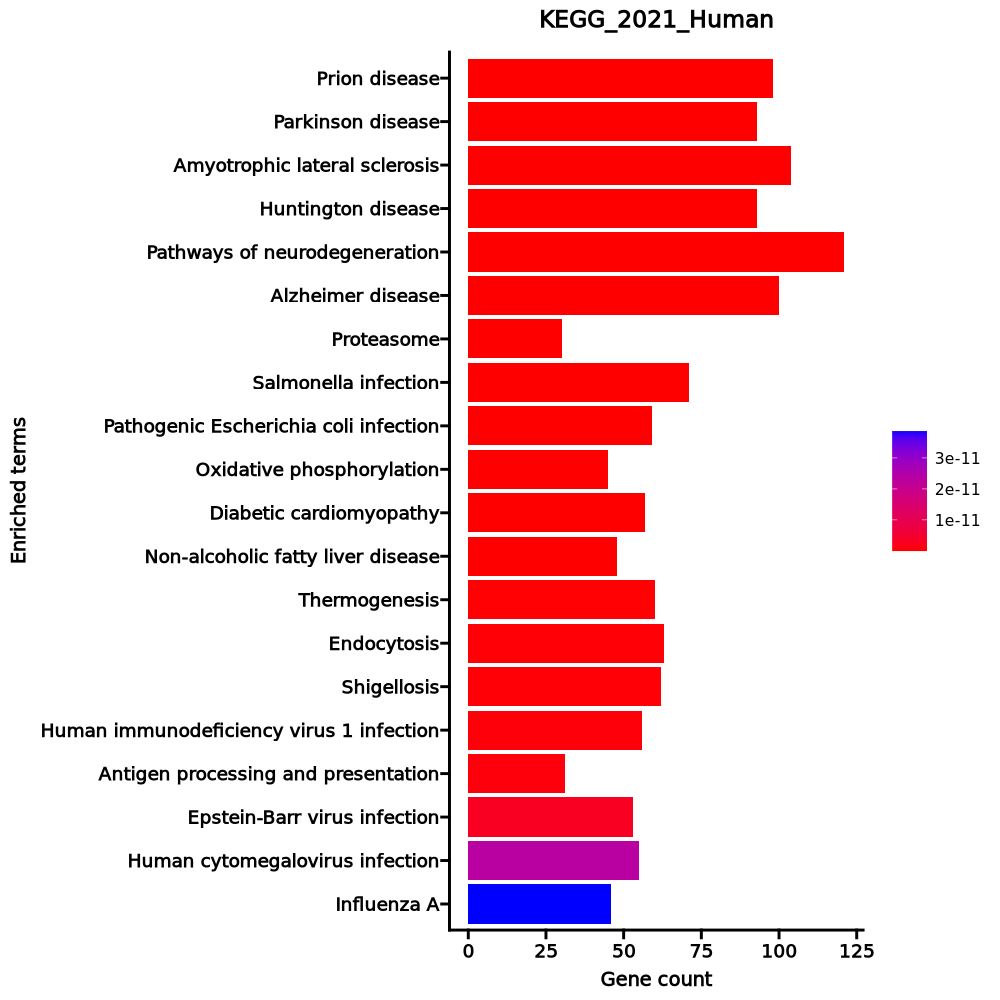 KEGG_2021_Human
Prion disease
Parkinson disease
Amyotrophic lateral sclerosis
Huntington disease
Pathways of neurodegeneration
Alzheimer disease
Proteasome
Salmonella infection
Pathogenic Escherichia coli infection
Oxidative phosphorylation
Diabetic cardiomyopathy
Non-alcoholic fatty liver disease
Thermogenesis
Endocytosis
Shigellosis
Human immunodeficiency virus 1 infection
Antigen processing and presentation
Epstein-Barr virus infection
Human cytomegalovirus infection
Influenza A
Enriched terms
0 25 50 75 100 125
Gene count
3e-11
2e-11
1e-11